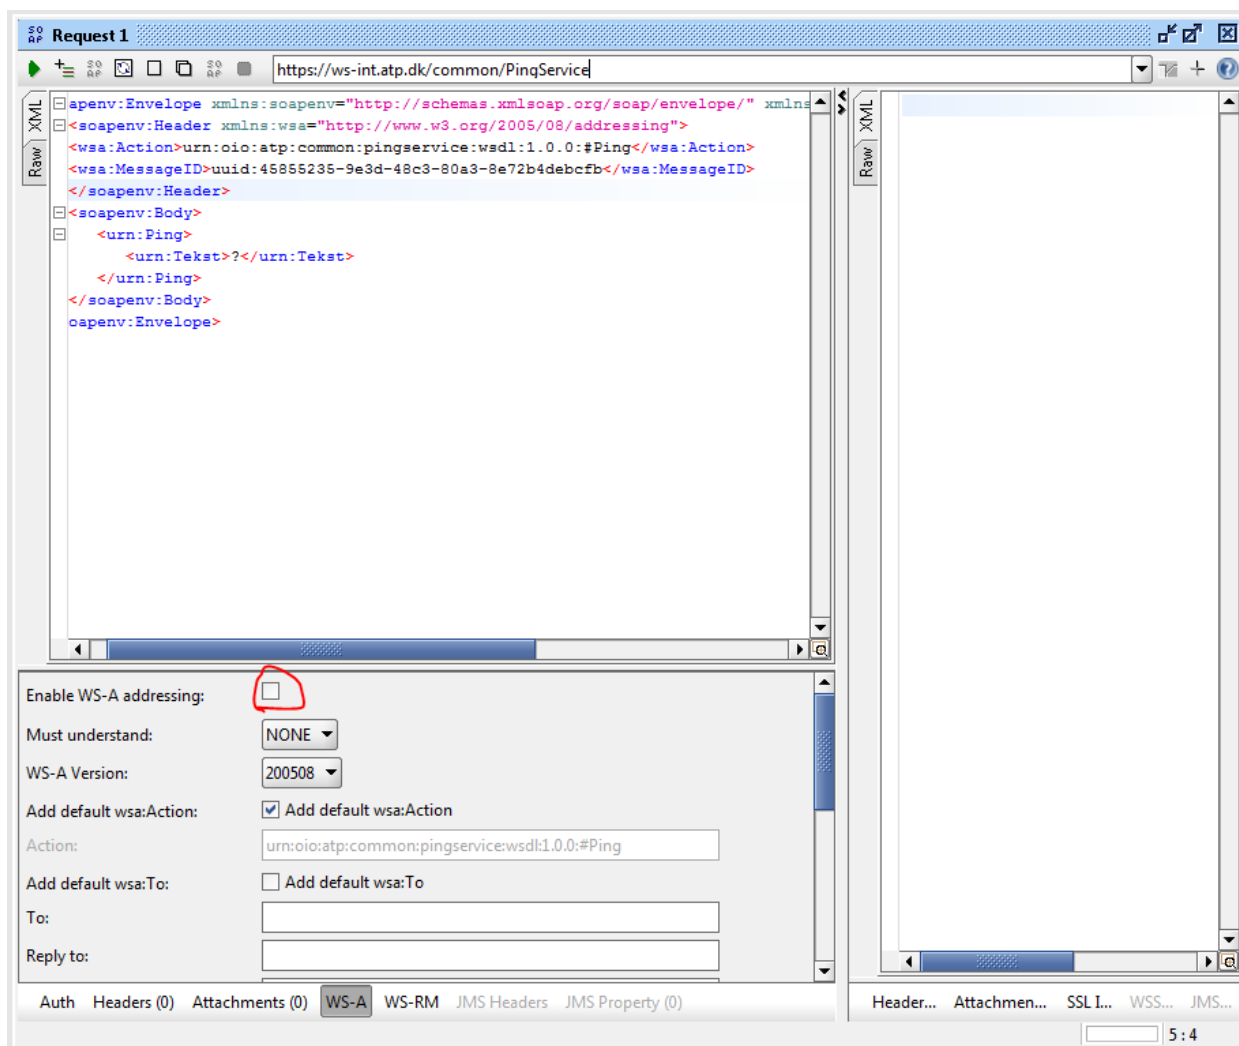 SO AP Request 1
SO AP SO AP https://ws-int.atp.dk/common/PingService
XML
Raw
apenv:Envelope xmlns:soapenv="http://schemas.xmlsoap.org/soap/envelope/" xmlns
<soapenv:Header xmlns:wsa="http://www.w3.org/2005/08/addressing">
<wsa:Action>urn:oio:atp:common:pingservice:wsdl:1.0.0:#Ping</wsa:Action>
<wsa:MessageID>uuid:45855235-9e3d-48c3-80a3-8e72b4debcfb</wsa:MessageID>
</soapenv:Header>
<soapenv:Body>
<urn:Ping>
<urn:Tekst>?</urn:Tekst>
</urn:Ping>
</soapenv:Body>
oapenv:Envelope>
XML
Raw
Enable WS-A addressing:
Must understand: NONE
WS-A Version: 200508
Add default wsa:Action: Add default wsa:Action
Action: urn:oio:atp:common:pingservice:wsdl:1.0.0:#Ping
Add default wsa:To: Add default wsa:To
To:
Reply to:
Auth Headers (0) Attachments (0) WS-A WS-RM JMS Headers JMS Property (0)
Header... Attachmen... SSL I... WSS... JMS...
5 : 4